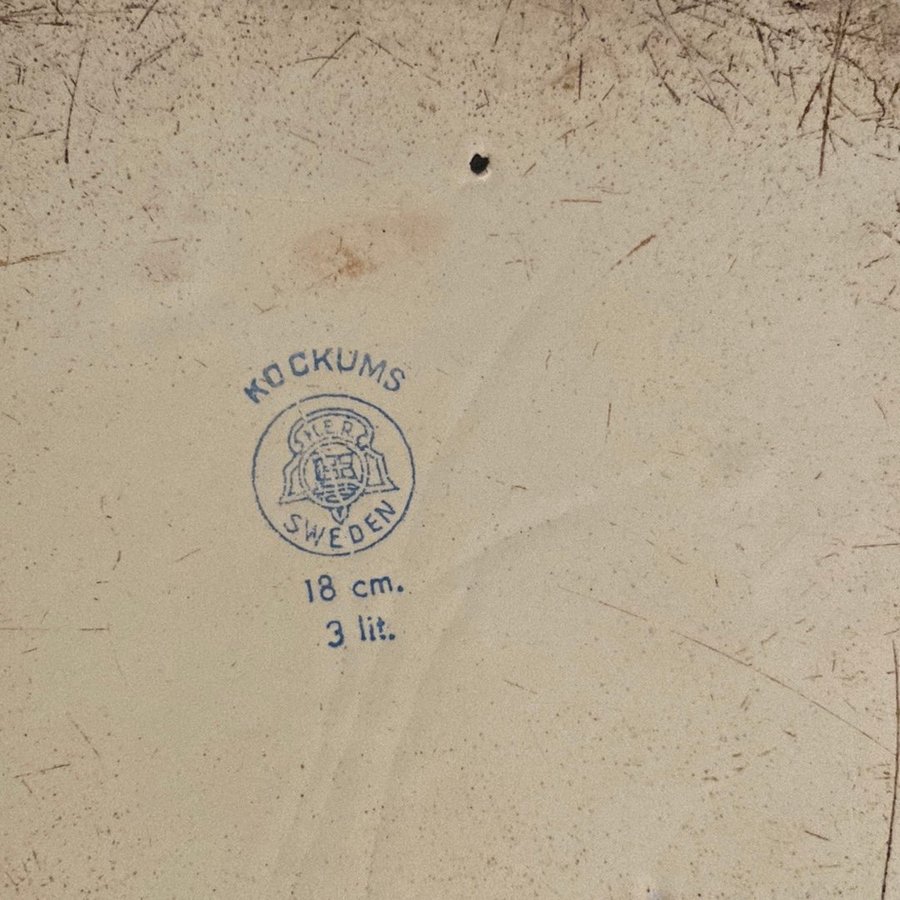 KOCKUMS
SWEDEN
18 cm.
3 lit.